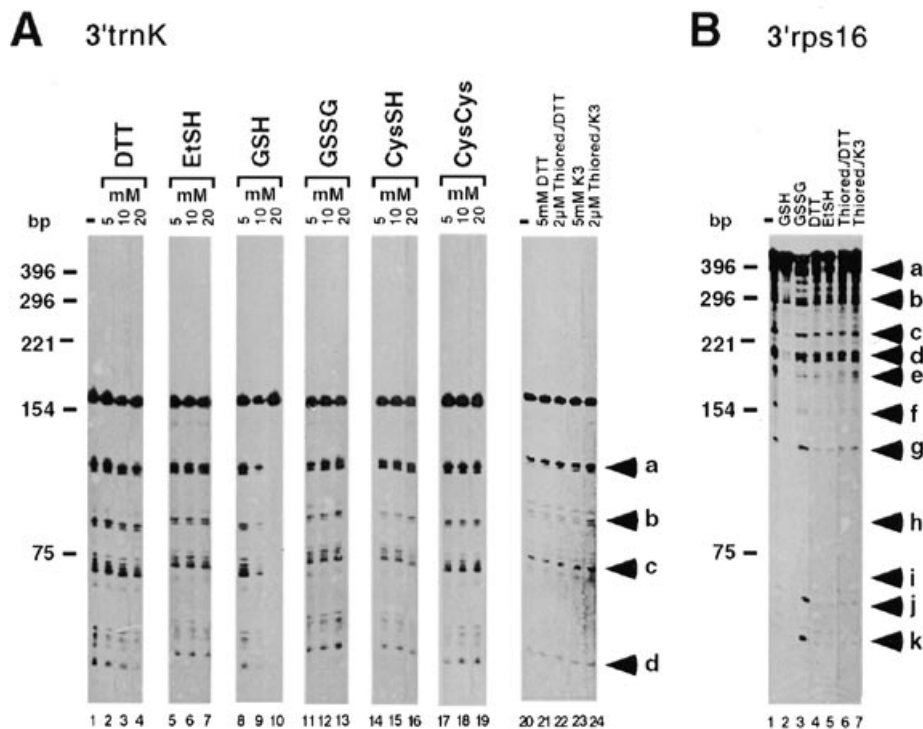 A 3'trnK
DTT EtSH GSH GSSG CysSH CysCys
mM mM mM mM mM mM
bp – 5 10 20 5 10 20 5 10 20 5 10 20 5 10 20 5 10 20 – 5mM DTT 2µM Thiored./DTT 5mM K3 2µM Thiored./K3
396
296
221
154
75
a
b
c
d
1 2 3 4 5 6 7 8 9 10 11 12 13 14 15 16 17 18 19 20 21 22 23 24
B 3'rps16
bp – GSH GSSG DTT EtSH Thiored./DTT Thiored./K3
396
296
221
154
75
a
b
c
d
e
f
g
h
i
j
k
1 2 3 4 5 6 7